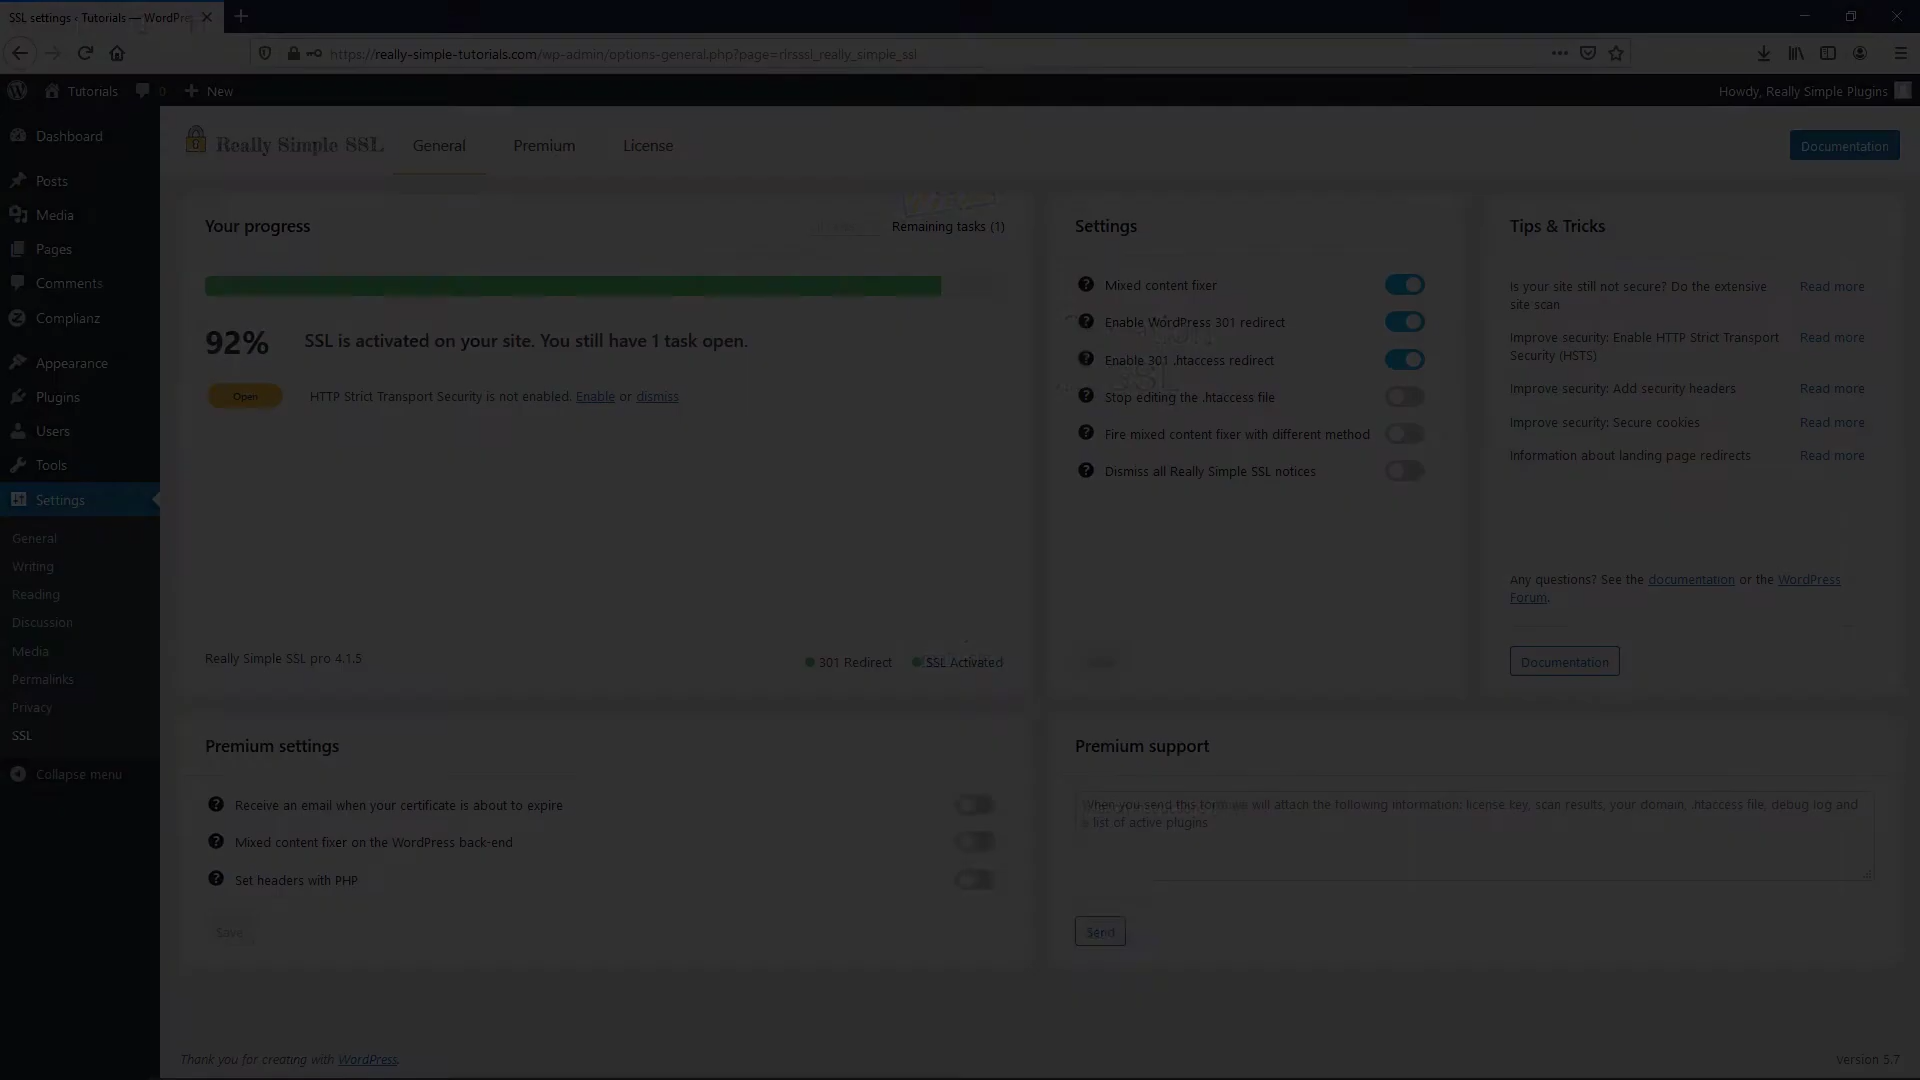 SSL settings ‹ Tutorials — WordPre
https://really-simple-tutorials.com/wp-admin/options-general.php?page=rlrsssl_really_simple_ssl
Tutorials
0
New
Howdy, Really Simple Plugins
Dashboard
Posts
Media
Pages
Comments
Complianz
Appearance
Plugins
Users
Tools
Settings
General
Writing
Reading
Discussion
Media
Permalinks
Privacy
SSL
Collapse menu
Really Simple SSL
General
Premium
License
Documentation
Your progress
Remaining tasks (1)
92%
SSL is activated on your site. You still have 1 task open.
Open
HTTP Strict Transport Security is not enabled. Enable or dismiss
Really Simple SSL pro 4.1.5
301 Redirect
SSL Activated
Settings
Mixed content fixer
Enable WordPress 301 redirect
Enable 301 .htaccess redirect
Stop editing the .htaccess file
Fire mixed content fixer with different method
Dismiss all Really Simple SSL notices
Tips & Tricks
Is your site still not secure? Do the extensive
site scan
Read more
Improve security: Enable HTTP Strict Transport
Security (HSTS)
Read more
Improve security: Add security headers
Read more
Improve security: Secure cookies
Read more
Information about landing page redirects
Read more
Any questions? See the documentation or the WordPress
Forum.
Documentation
Premium settings
Receive an email when your certificate is about to expire
Mixed content fixer on the WordPress back-end
Set headers with PHP
Save
Premium support
When you send this form we will attach the following information: license key, scan results, your domain, .htaccess file, debug log and
a list of active plugins
Send
Thank you for creating with WordPress.
Version 5.7